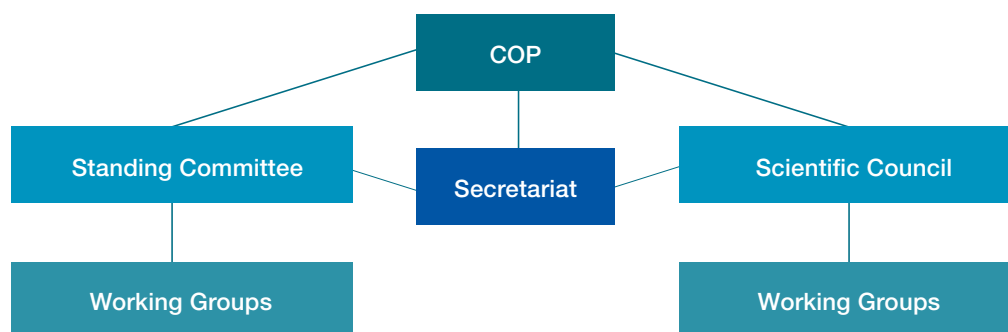 COP
Standing Committee
Secretariat
Scientific Council
Working Groups
Working Groups